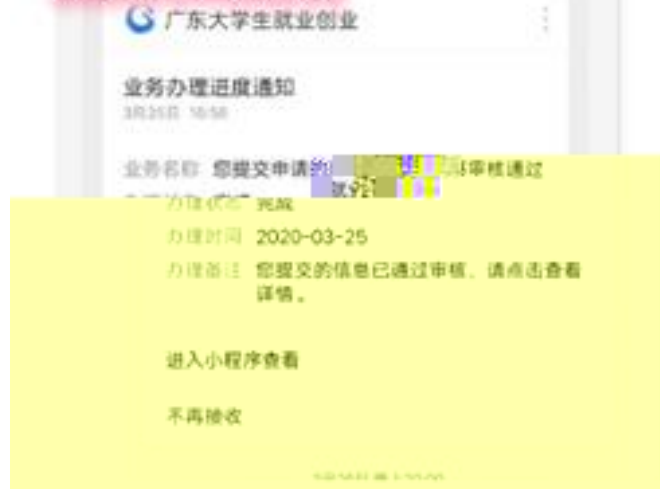 广东大学生就业创业
业务办理进度通知
3月25日 16:56
业务名称 您提交申请的 审核通过
办理状态 完成
办理时间 2020-03-25
办理备注 您提交的信息已通过审核，请点击查看
详情。
进入小程序查看
不再接收